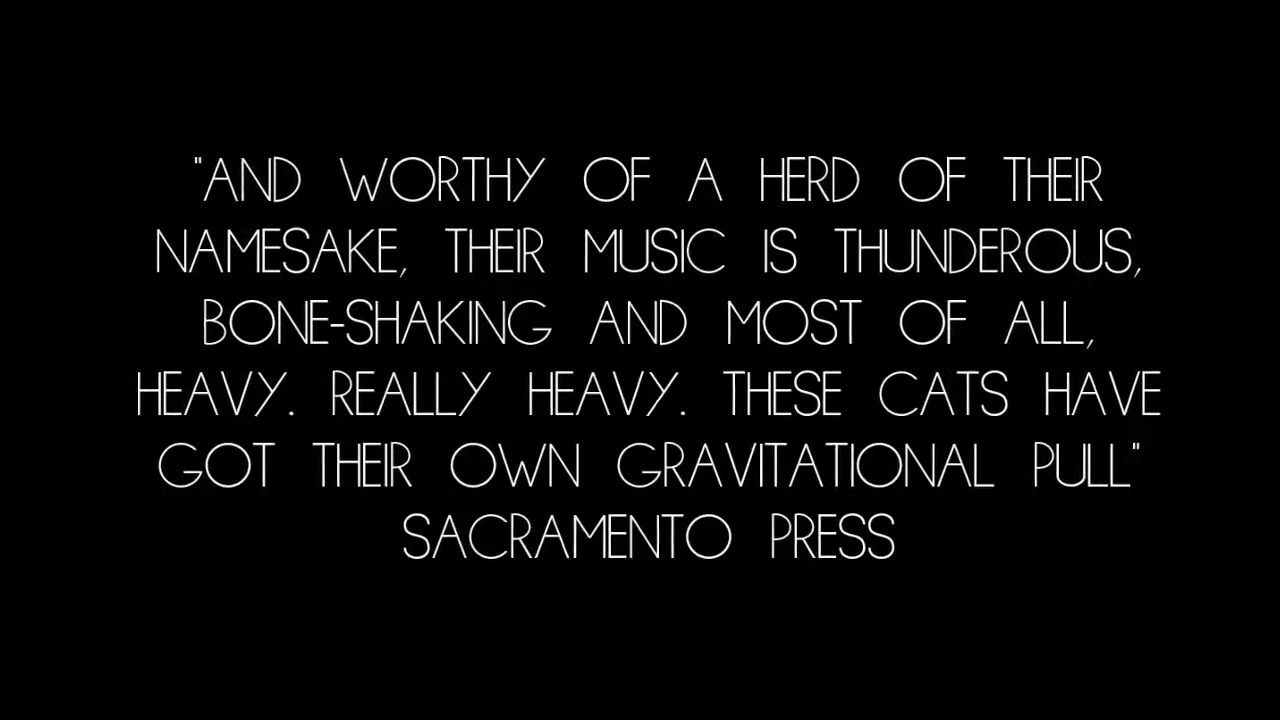 "AND WORTHY OF A HERD OF THEIR
NAMESAKE, THEIR MUSIC IS THUNDEROUS,
BONE-SHAKING AND MOST OF ALL,
HEAVY. REALLY HEAVY. THESE CATS HAVE
GOT THEIR OWN GRAVITATIONAL PULL"
SACRAMENTO PRESS